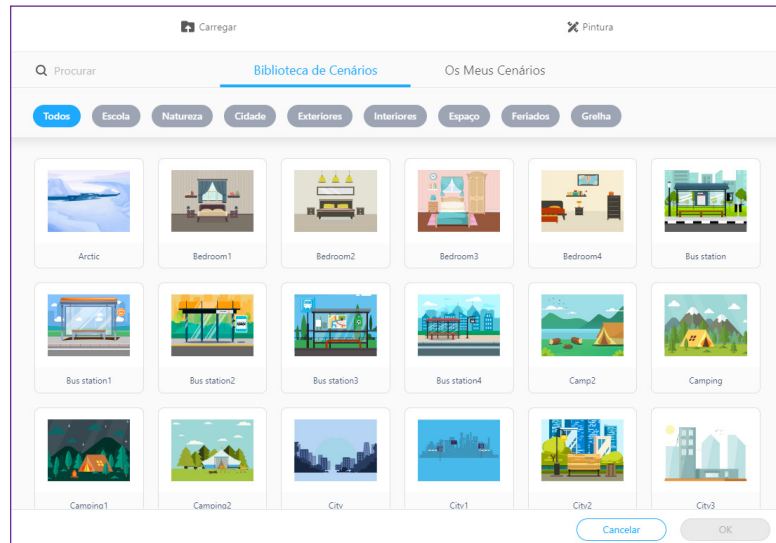 Carregar Pintura
Procurar Biblioteca de Cenários Os Meus Cenários
Todos Escola Natureza Cidade Exteriores Interiores Espaço Feriados Grelha
Arctic Bedroom1 Bedroom2 Bedroom3 Bedroom4 Bus station
Bus station1 Bus station2 Bus station3 Bus station4 Camp2 Camping
Camping1 Camping2 City City1 City2 City3
Cancelar OK